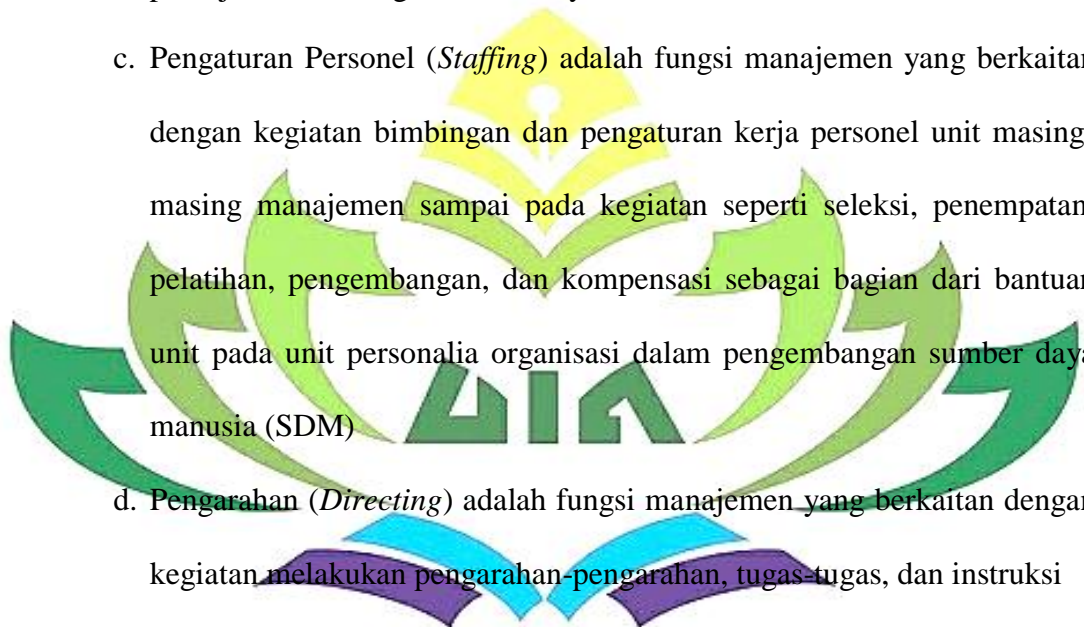 c. Pengaturan Personel (Staffing) adalah fungsi manajemen yang berkaitan
dengan kegiatan bimbingan dan pengaturan kerja personel unit masing
masing manajemen sampai pada kegiatan seperti seleksi, penempatan
pelatihan, pengembangan, dan kompensasi sebagai bagian dari bantuan
unit pada unit personalia organisasi dalam pengembangan sumber daya
manusia (SDM)
d. Pengarahan (Directing) adalah fungsi manajemen yang berkaitan dengan
kegiatan melakukan pengarahan-pengarahan, tugas-tugas, dan instruksi